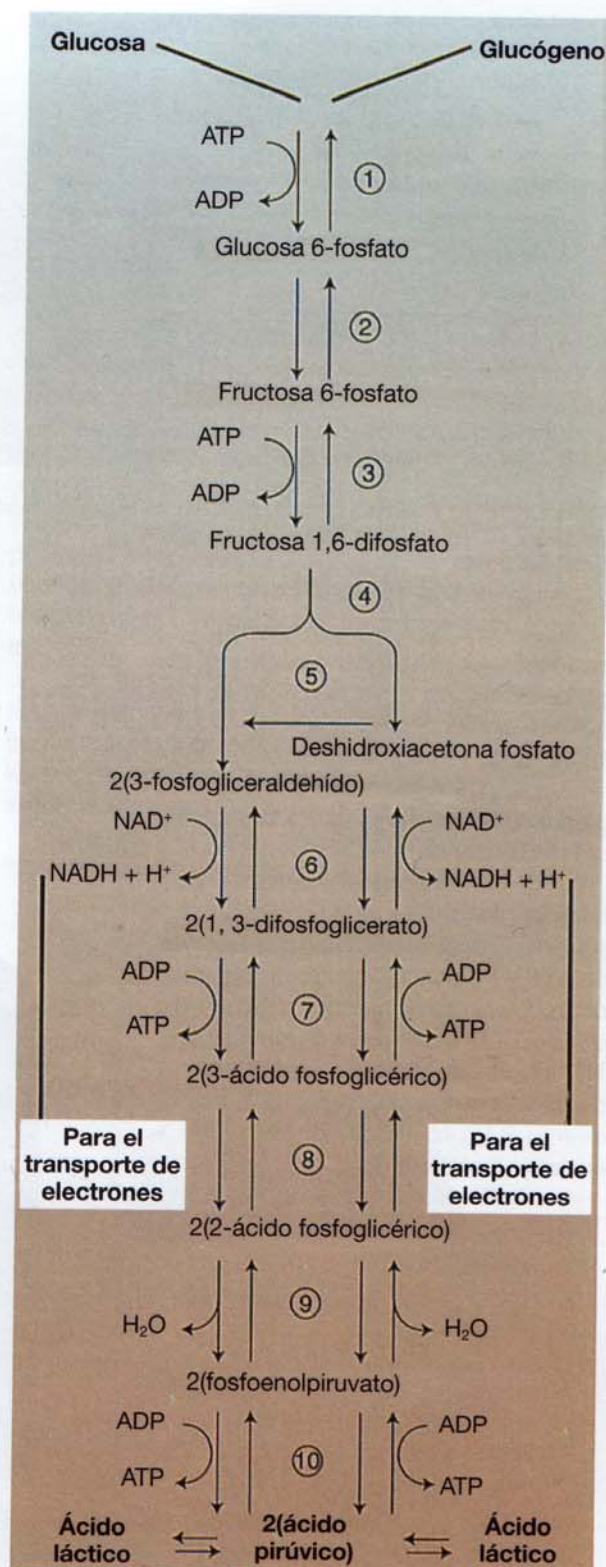 Glucosa
Glucógeno
ATP
ADP
①
Glucosa 6-fosfato
②
Fructosa 6-fosfato
ATP
ADP
③
Fructosa 1,6-difosfato
④
⑤
Deshidroxiacetona fosfato
2(3-fosfogliceraldehído)
NAD⁺
NAD⁺
NADH + H⁺
⑥
NADH + H⁺
2(1, 3-difosfoglicerato)
ADP
ADP
⑦
ATP
ATP
2(3-ácido fosfoglicérico)
Para el
transporte de
electrones
⑧
Para el
transporte de
electrones
2(2-ácido fosfoglicérico)
⑨
H₂O
H₂O
2(fosfoenolpiruvato)
ADP
ADP
⑩
ATP
ATP
Ácido
láctico
2(ácido
pirúvico)
Ácido
láctico